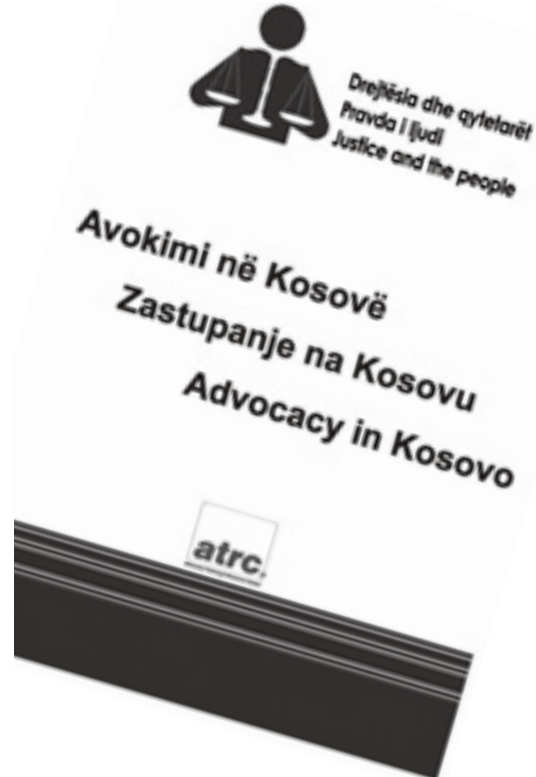 Drejtësia dhe qytetarët
Pravda i ljudi
Justice and the people
Avokimi në Kosovë
Zastupanje na Kosovu
Advocacy in Kosovo
atrc.